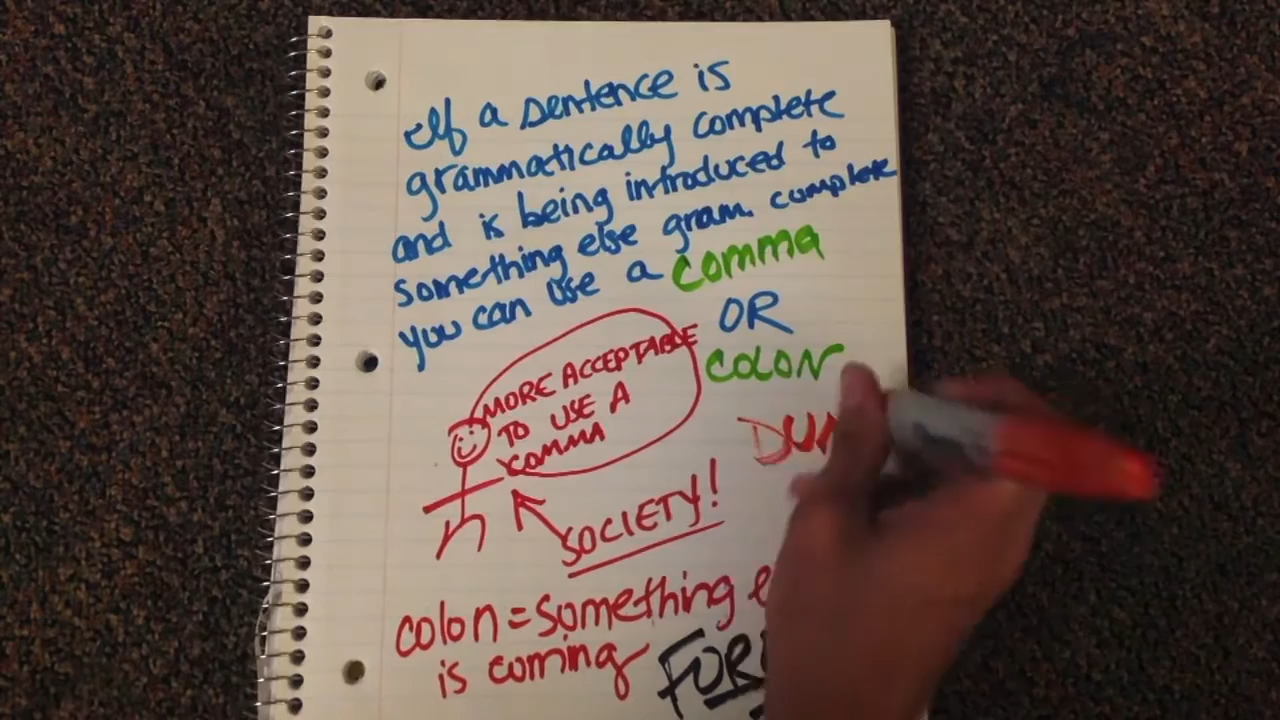 If a sentence is
grammatically complete
and is being introduced to
something else gram. complete
you can use a comma
OR
COLON
MORE ACCEPTABLE
TO USE A
COMMA
SOCIETY!
colon = something
is coming